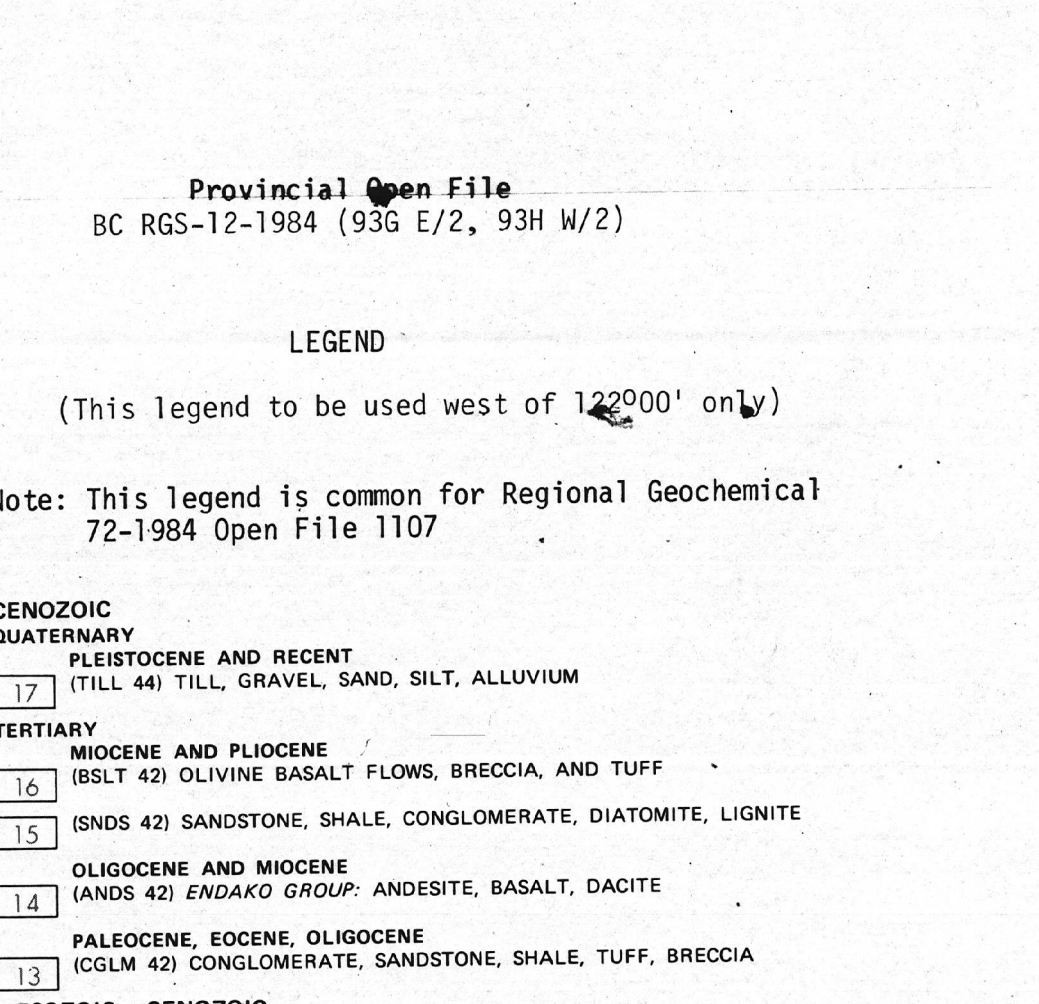 Provincial Open File
BC RGS-12-1984 (93G E/2, 93H W/2)
LEGEND
(This legend to be used west of 122º00' only)
Note: This legend is common for Regional Geochemical
72-1984 Open File 1107
CENOZOIC
QUATERNARY
PLEISTOCENE AND RECENT
17 (TILL 44) TILL, GRAVEL, SAND, SILT, ALLUVIUM
TERTIARY
MIOCENE AND PLIOCENE
16 (BSLT 42) OLIVINE BASALT FLOWS, BRECCIA, AND TUFF
15 (SNDS 42) SANDSTONE, SHALE, CONGLOMERATE, DIATOMITE, LIGNITE
OLIGOCENE AND MIOCENE
14 (ANDS 42) ENDAKO GROUP: ANDESITE, BASALT, DACITE
PALEOCENE, EOCENE, OLIGOCENE
13 (CGLM 42) CONGLOMERATE, SANDSTONE, SHALE, TUFF, BRECCIA